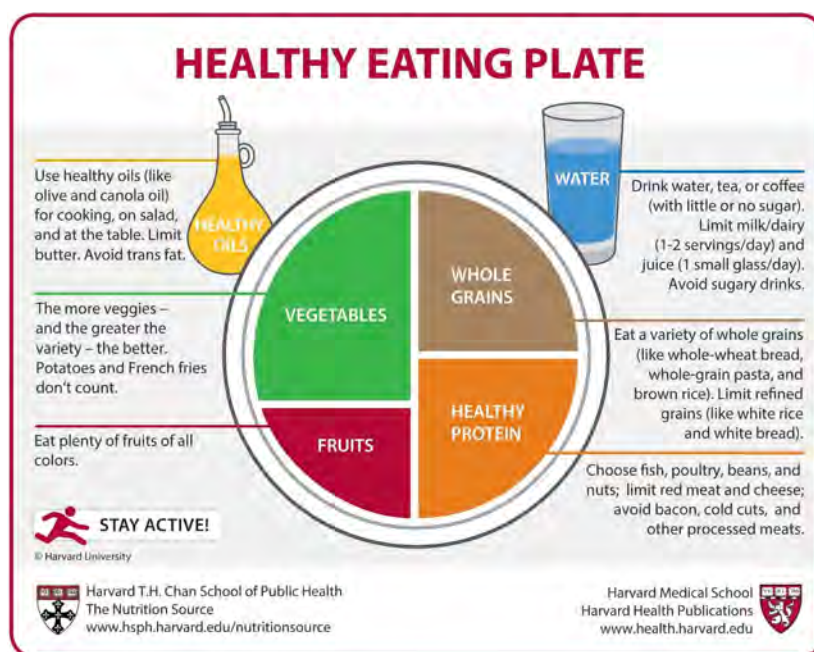 HEALTHY EATING PLATE
Use healthy oils (like
olive and canola oil)
for cooking, on salad,
and at the table. Limit
butter. Avoid trans fat.
HEALTHY
OILS
The more veggies –
and the greater the
variety – the better.
Potatoes and French fries
don't count.
Eat plenty of fruits of all
colors.
VEGETABLES
FRUITS
WHOLE
GRAINS
HEALTHY
PROTEIN
WATER
Drink water, tea, or coffee
(with little or no sugar).
Limit milk/dairy
(1-2 servings/day) and
juice (1 small glass/day).
Avoid sugary drinks.
Eat a variety of whole grains
(like whole-wheat bread,
whole-grain pasta, and
brown rice). Limit refined
grains (like white rice
and white bread).
Choose fish, poultry, beans, and
nuts; limit red meat and cheese;
avoid bacon, cold cuts, and
other processed meats.
STAY ACTIVE!
© Harvard University
Harvard T.H. Chan School of Public Health
The Nutrition Source
www.hsph.harvard.edu/nutritionsource
Harvard Medical School
Harvard Health Publications
www.health.harvard.edu